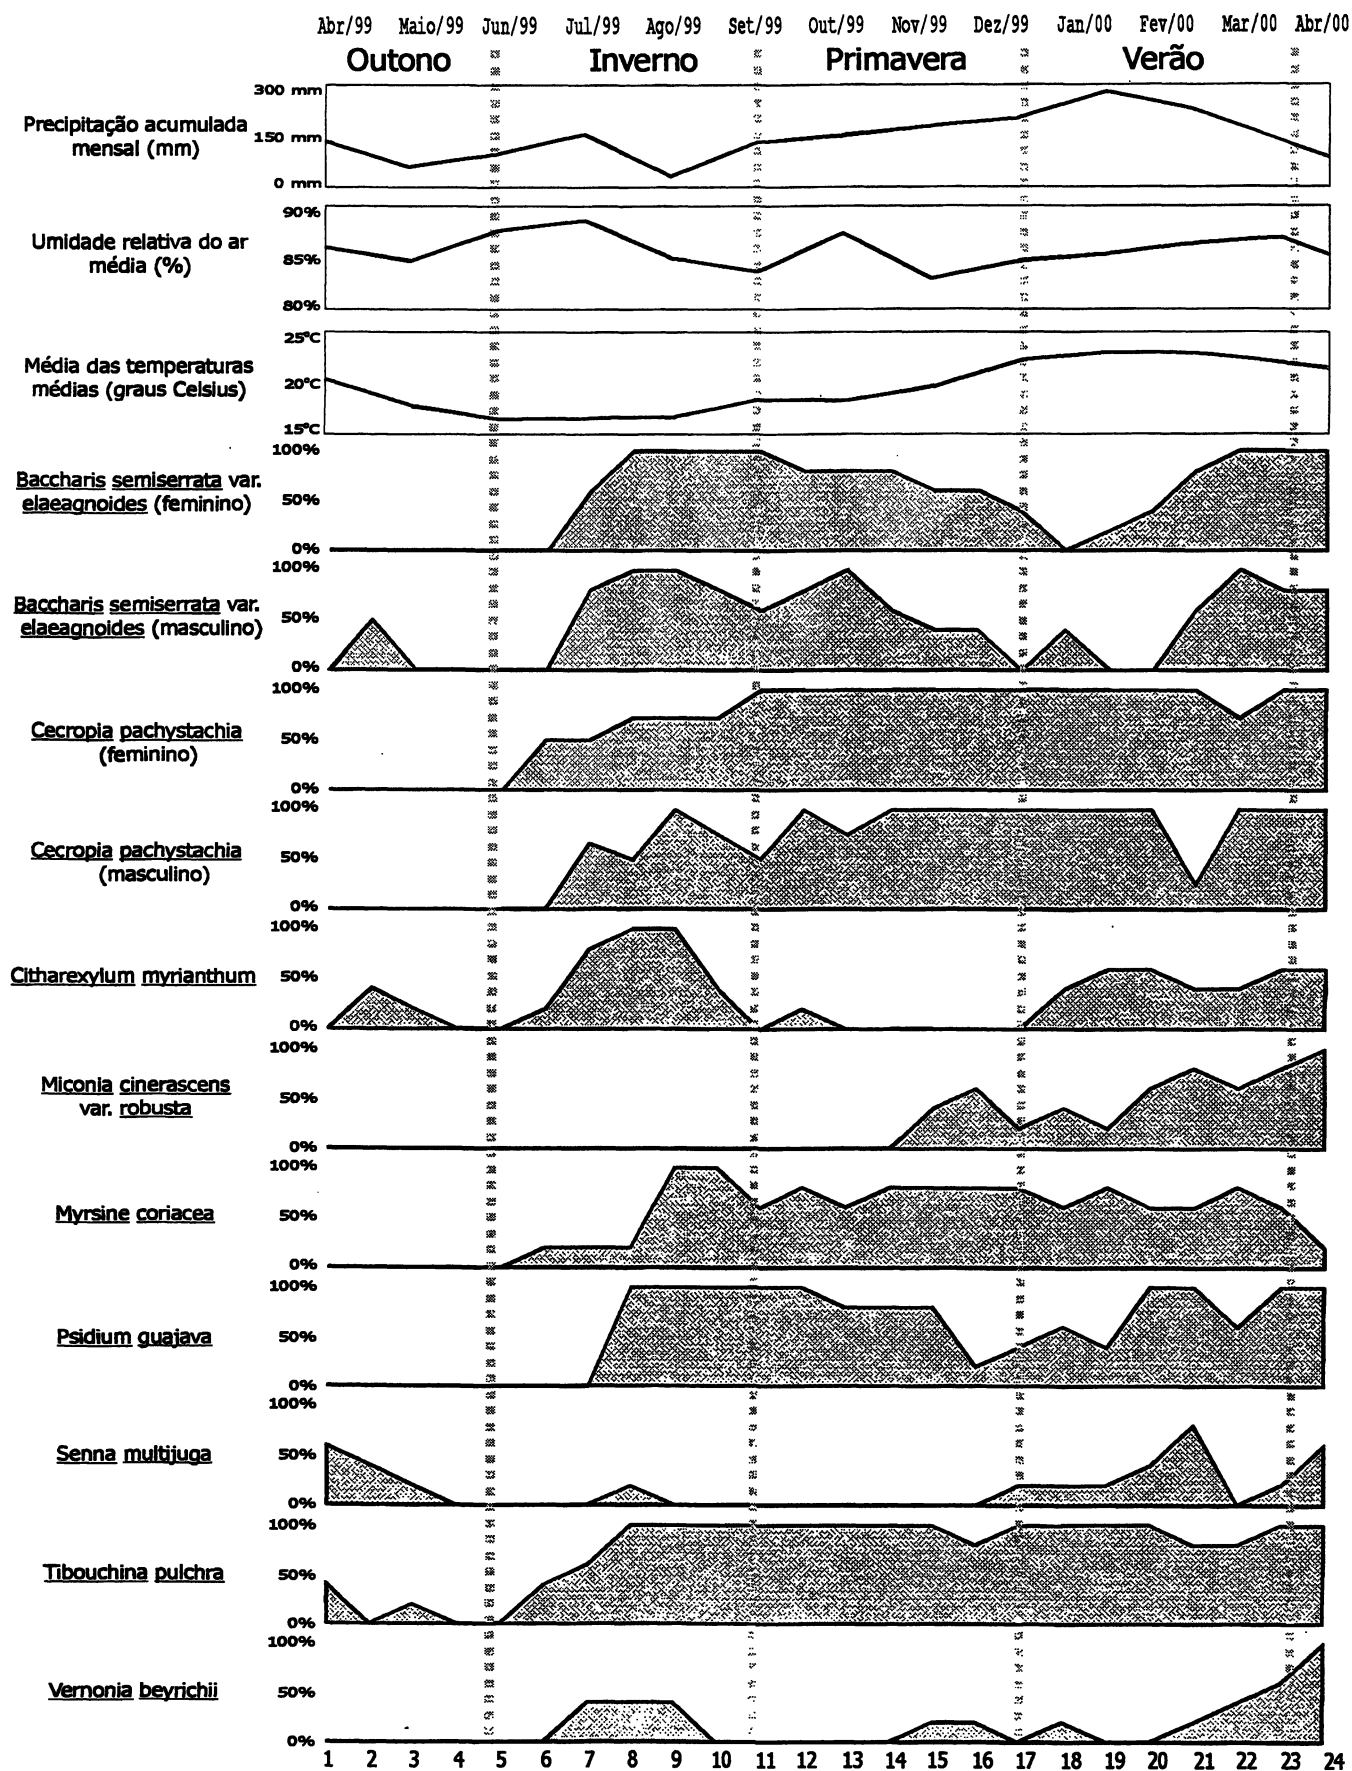 Abr/99 Maio/99 Jun/99 Jul/99 Ago/99 Set/99 Out/99 Nov/99 Dez/99 Jan/00 Fev/00 Mar/00 Abr/00
Outono Inverno Primavera Verão
300 mm
Precipitação acumulada
150 mm
mensal (mm)
0 mm
90%
Umidade relativa do ar
85%
média (%)
80%
25°C
Média das temperaturas
20°C
médias (graus Celsius)
15°C
100%
Baccharis semiserrata var.
50%
elaeagnoides (feminino)
0%
100%
Baccharis semiserrata var.
50%
elaeagnoides (masculino)
0%
100%
Cecropia pachystachia
50%
(feminino)
0%
100%
Cecropia pachystachia
50%
(masculino)
0%
100%
Citharexylum myrianthum
50%
0%
100%
Miconia cinerascens
50%
var. robusta
0%
100%
Myrsine coriacea
50%
0%
100%
Psidium guajava
50%
0%
100%
Senna multijuga
50%
0%
100%
Tibouchina pulchra
50%
0%
100%
Vernonia beyrichii
50%
0%
1 2 3 4 5 6 7 8 9 10 11 12 13 14 15 16 17 18 19 20 21 22 23 24